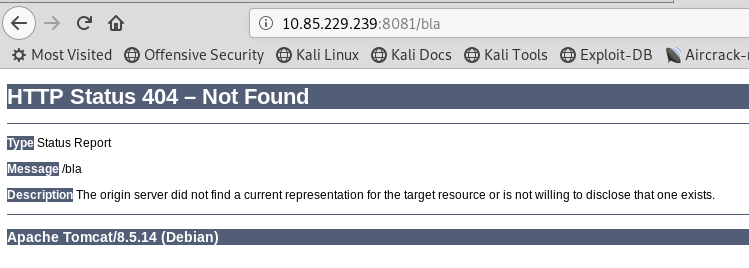 10.85.229.239:8081/bla
Most Visited Offensive Security Kali Linux Kali Docs Kali Tools Exploit-DB
HTTP Status 404 – Not Found
Type Status Report
Message /bla
Description The origin server did not find a current representation for the target resource or is not willing to disclose that one exists.
Apache Tomcat/8.5.14 (Debian)